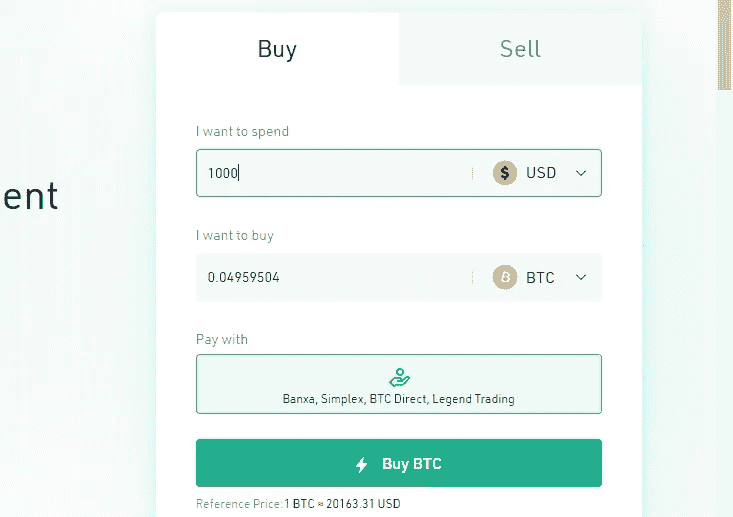 Buy
Sell
I want to spend
1000
$ USD
ent
I want to buy
0.04959504
B BTC
Pay with
Banxa, Simplex, BTC Direct, Legend Trading
Buy BTC
Reference Price:1 BTC ≈ 20163.31 USD